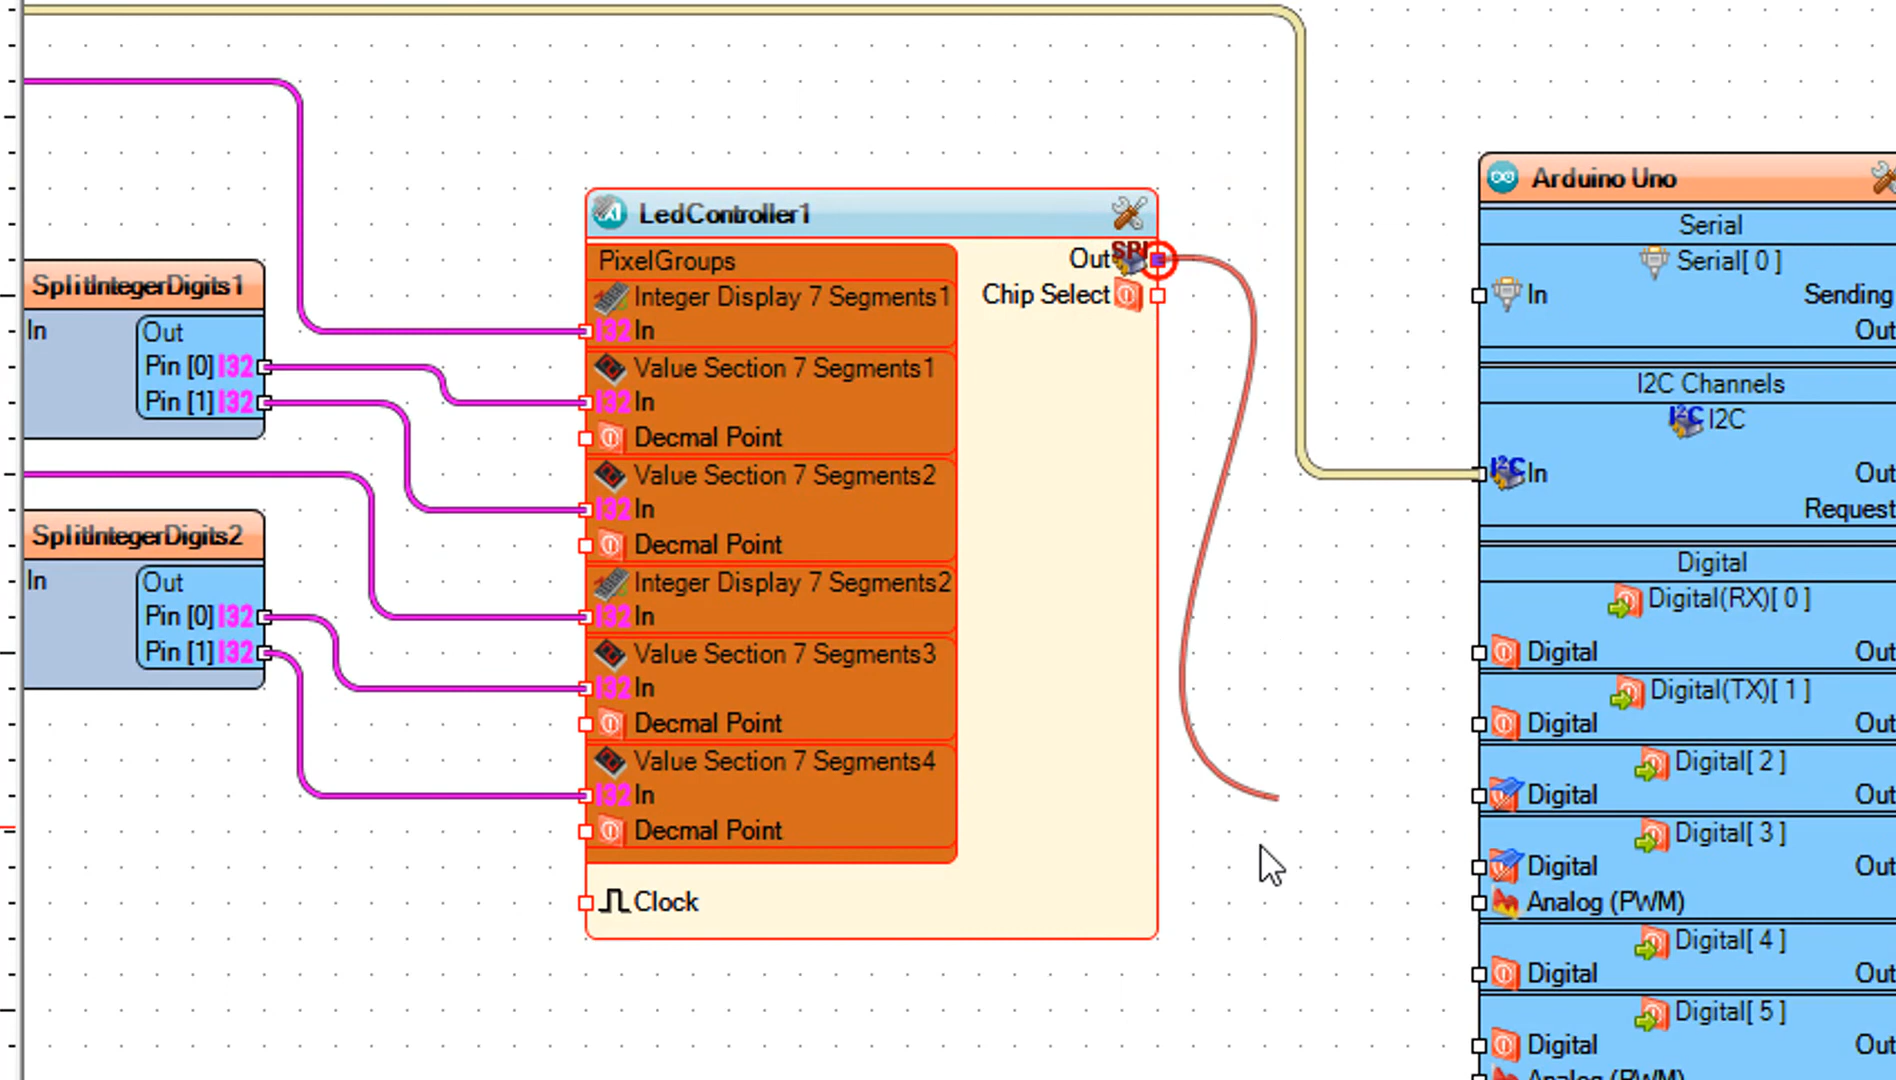 SplitIntegerDigits1
In
Out
Pin [0] I32
Pin [1] I32
SplitIntegerDigits2
In
Out
Pin [0] I32
Pin [1] I32
LedController1
PixelGroups
Integer Display 7 Segments1
I32 In
Value Section 7 Segments1
I32 In
Decmal Point
Value Section 7 Segments2
I32 In
Decmal Point
Integer Display 7 Segments2
I32 In
Value Section 7 Segments3
I32 In
Decmal Point
Value Section 7 Segments4
I32 In
Decmal Point
Clock
Out SPI
Chip Select
Arduino Uno
Serial
Serial[ 0 ]
In Sending
Out
I2C Channels
I²C I2C
I²C In Out
Request
Digital
Digital(RX)[ 0 ]
Digital Out
Digital(TX)[ 1 ]
Digital Out
Digital[ 2 ]
Digital Out
Digital[ 3 ]
Digital Out
Analog (PWM)
Digital[ 4 ]
Digital Out
Digital[ 5 ]
Digital Out
Analog (PWM)